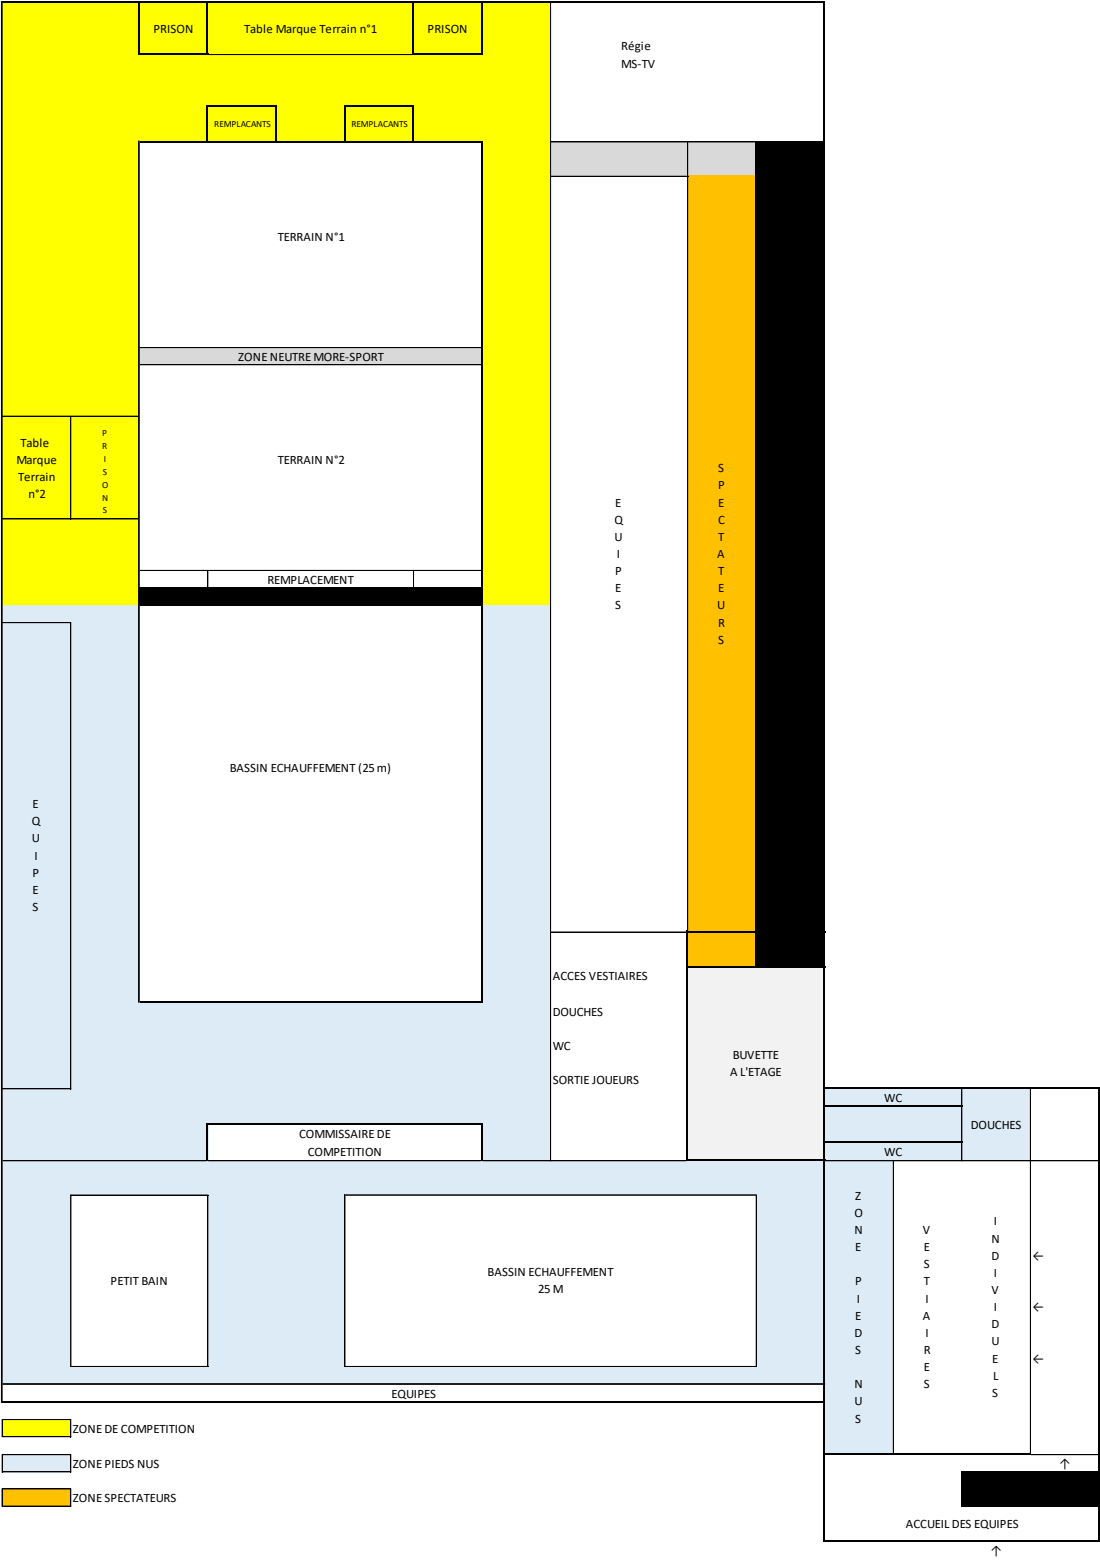 PRISON
Table Marque Terrain n°1
PRISON
Régie
MS-TV
REMPLACANTS
REMPLACANTS
TERRAIN N°1
ZONE NEUTRE MORE-SPORT
Table
Marque
Terrain
n°2
PRISONS
TERRAIN N°2
EQUIPES
SPECTATEURS
REMPLACEMENT
BASSIN ECHAUFFEMENT (25 m)
EQUIPES
ACCES VESTIAIRES
DOUCHES
WC
SORTIE JOUEURS
BUVETTE
A L'ETAGE
WC
DOUCHES
WC
COMMISSAIRE DE
COMPETITION
ZONE PIEDS NUS
VESTIAIRES
INDIVIDUELS
←
←
←
PETIT BAIN
BASSIN ECHAUFFEMENT
25 M
EQUIPES
ZONE DE COMPETITION
ZONE PIEDS NUS
ZONE SPECTATEURS
↑
ACCUEIL DES EQUIPES
↑